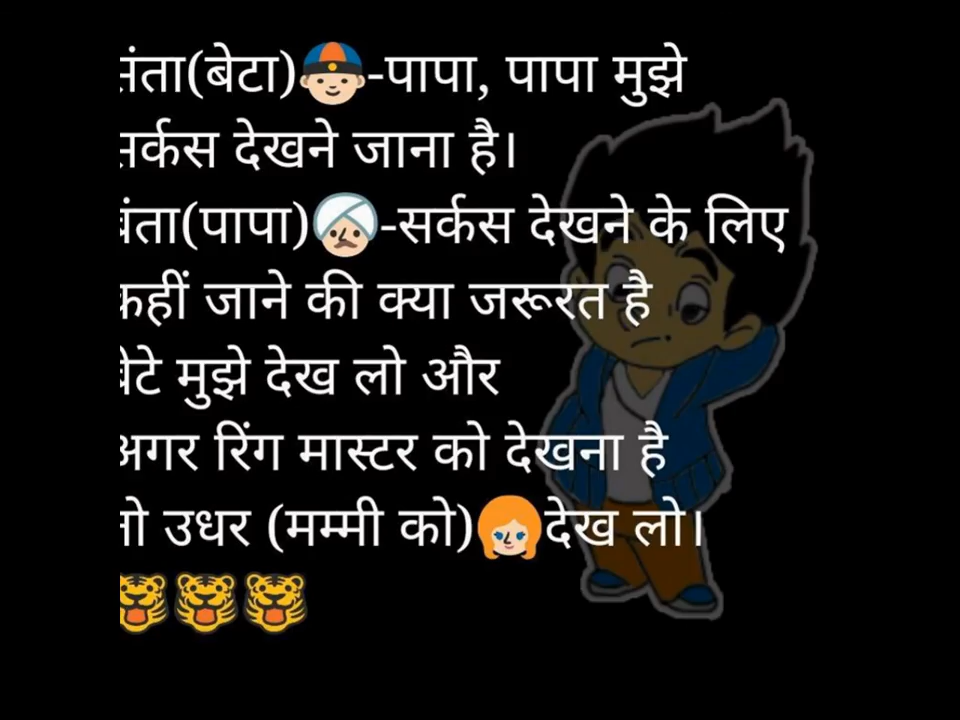 संता(बेटा)👲-पापा, पापा मुझे
सर्कस देखने जाना है।
बंता(पापा)👳-सर्कस देखने के लिए
कहीं जाने की क्या जरूरत है
बेटे मुझे देख लो और
अगर रिंग मास्टर को देखना है
तो उधर (मम्मी को)👩देख लो।
🐯🐯🐯